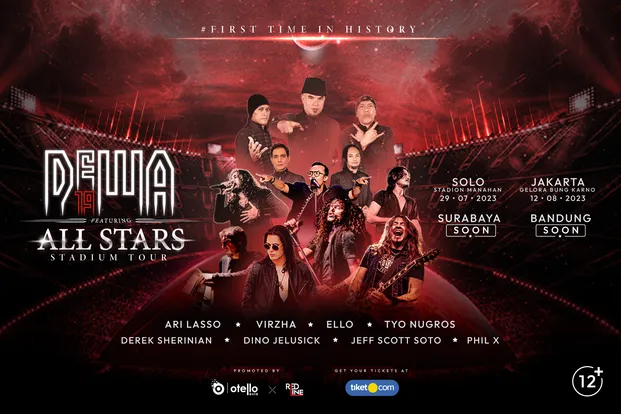 #FIRST TIME IN HISTORY
DEWA
19
FEATURING
ALL STARS
STADIUM TOUR
SOLO
STADION MANAHAN
29 • 07 • 2023
JAKARTA
GELORA BUNG KARNO
12 • 08 • 2023
SURABAYA
SOON
BANDUNG
SOON
ARI LASSO ★ VIRZHA ★ ELLO ★ TYO NUGROS
DEREK SHERINIAN ★ DINO JELUSICK ★ JEFF SCOTT SOTO ★ PHIL X
PROMOTED BY
otello
RED LINE
GET YOUR TICKETS AT
tiket.com
12+